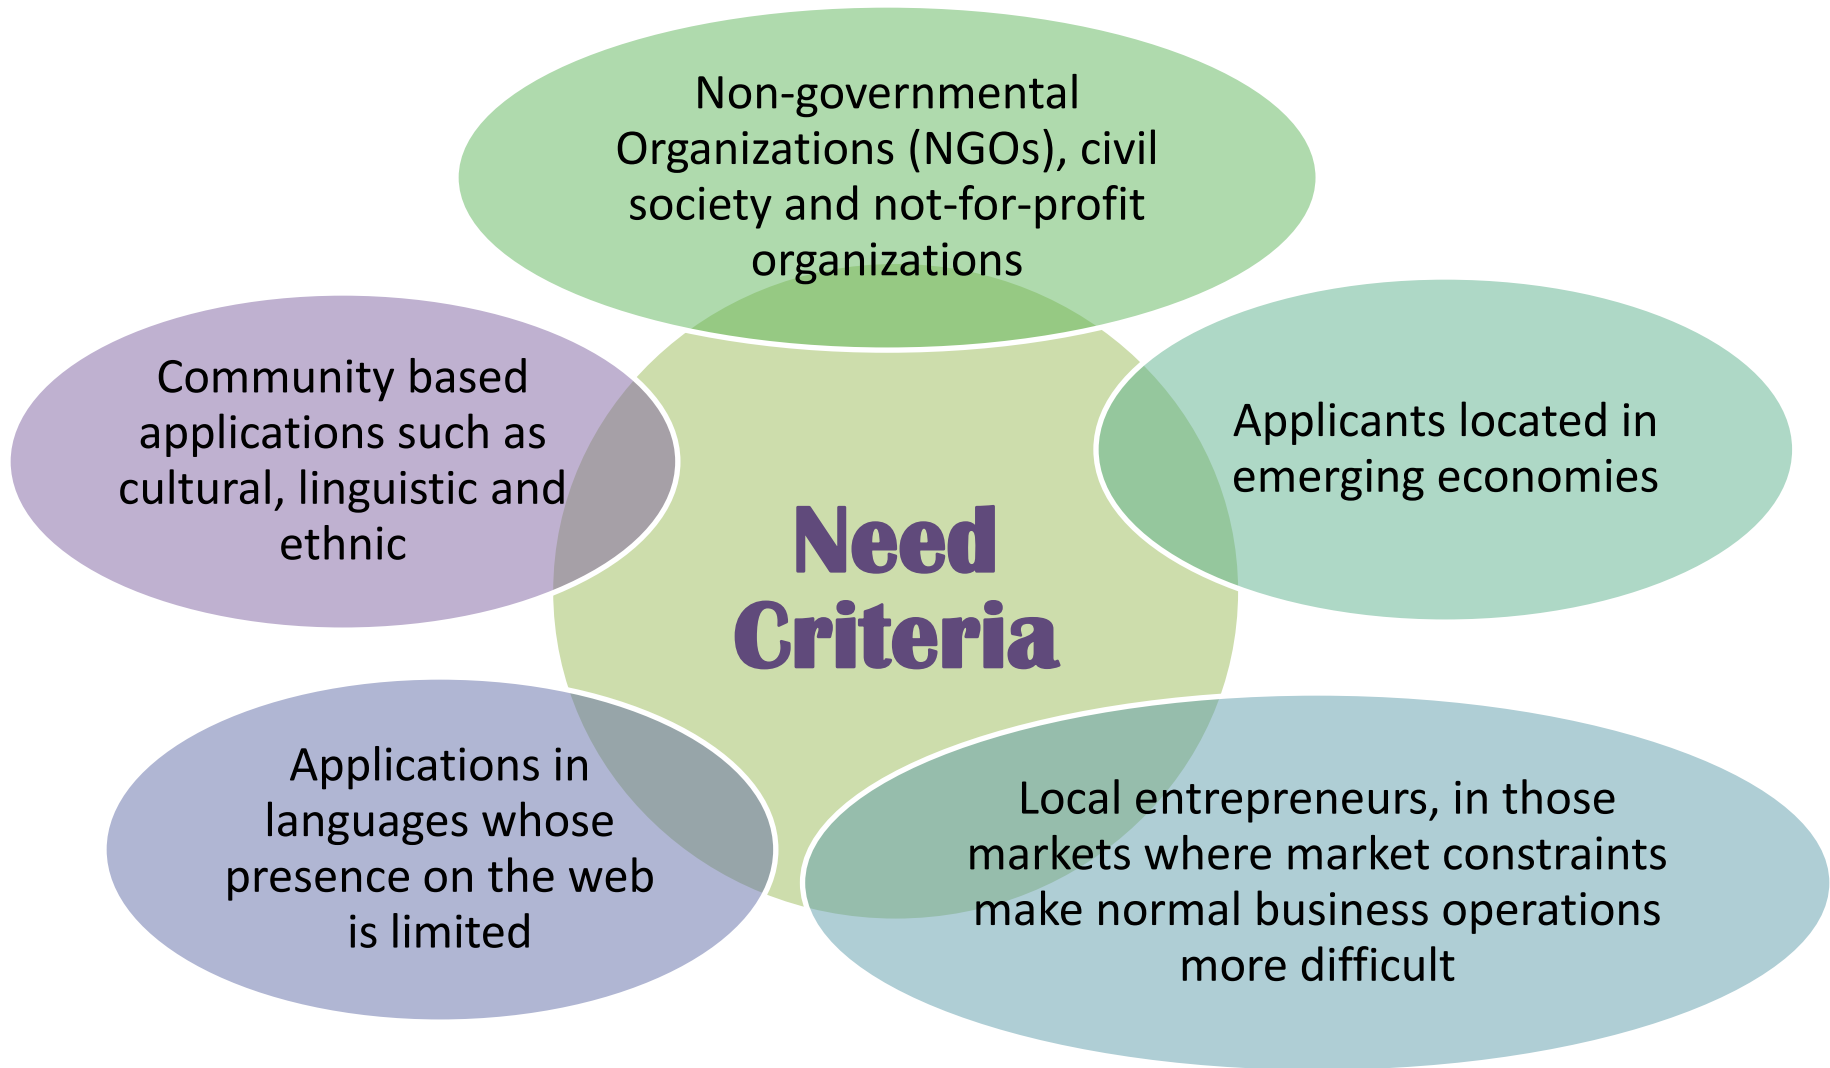 Non-governmental
Organizations (NGOs), civil
society and not-for-profit
organizations
Community based
applications such as
cultural, linguistic and
ethnic
Applicants located in
emerging economies
Need
Criteria
Applications in
languages whose
presence on the web
is limited
Local entrepreneurs, in those
markets where market constraints
make normal business operations
more difficult